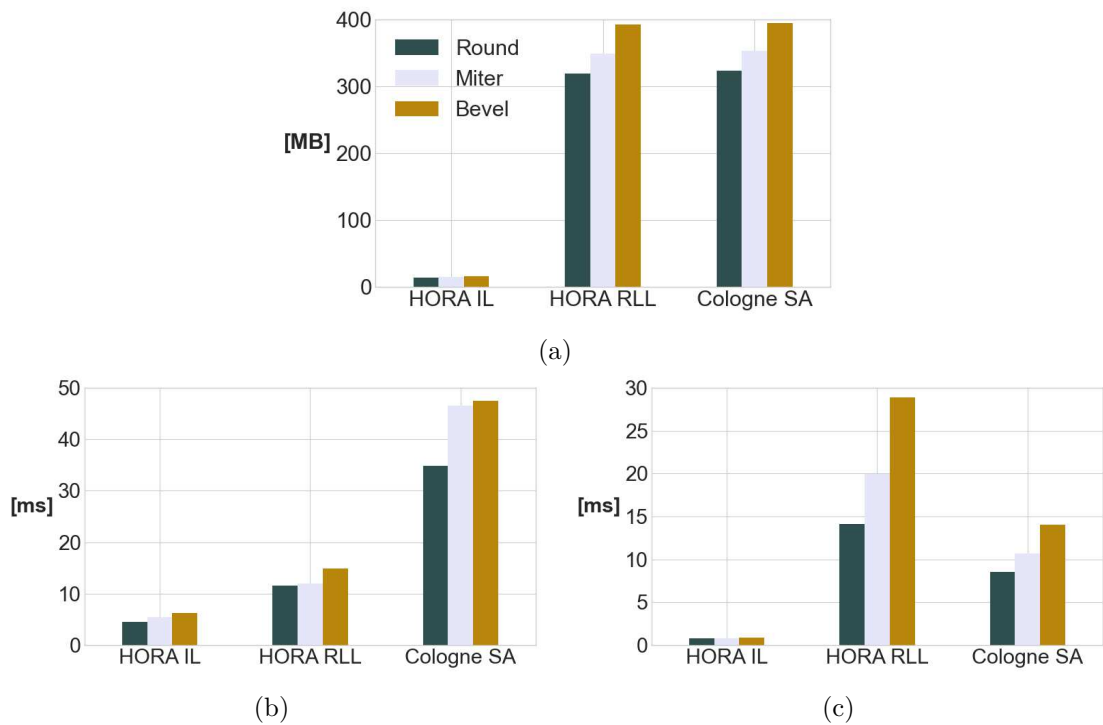 400
Round
Miter
300
Bevel
[MB]
200
100
0
HORA IL HORA RLL Cologne SA
(a)
50
40
30
[ms]
20
10
0
HORA IL HORA RLL Cologne SA
(b)
30
25
20
[ms]
15
10
5
0
HORA IL HORA RLL Cologne SA
(c)